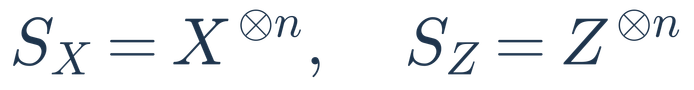 $S_X = X^{\otimes n}, \quad S_Z = Z^{\otimes n}$